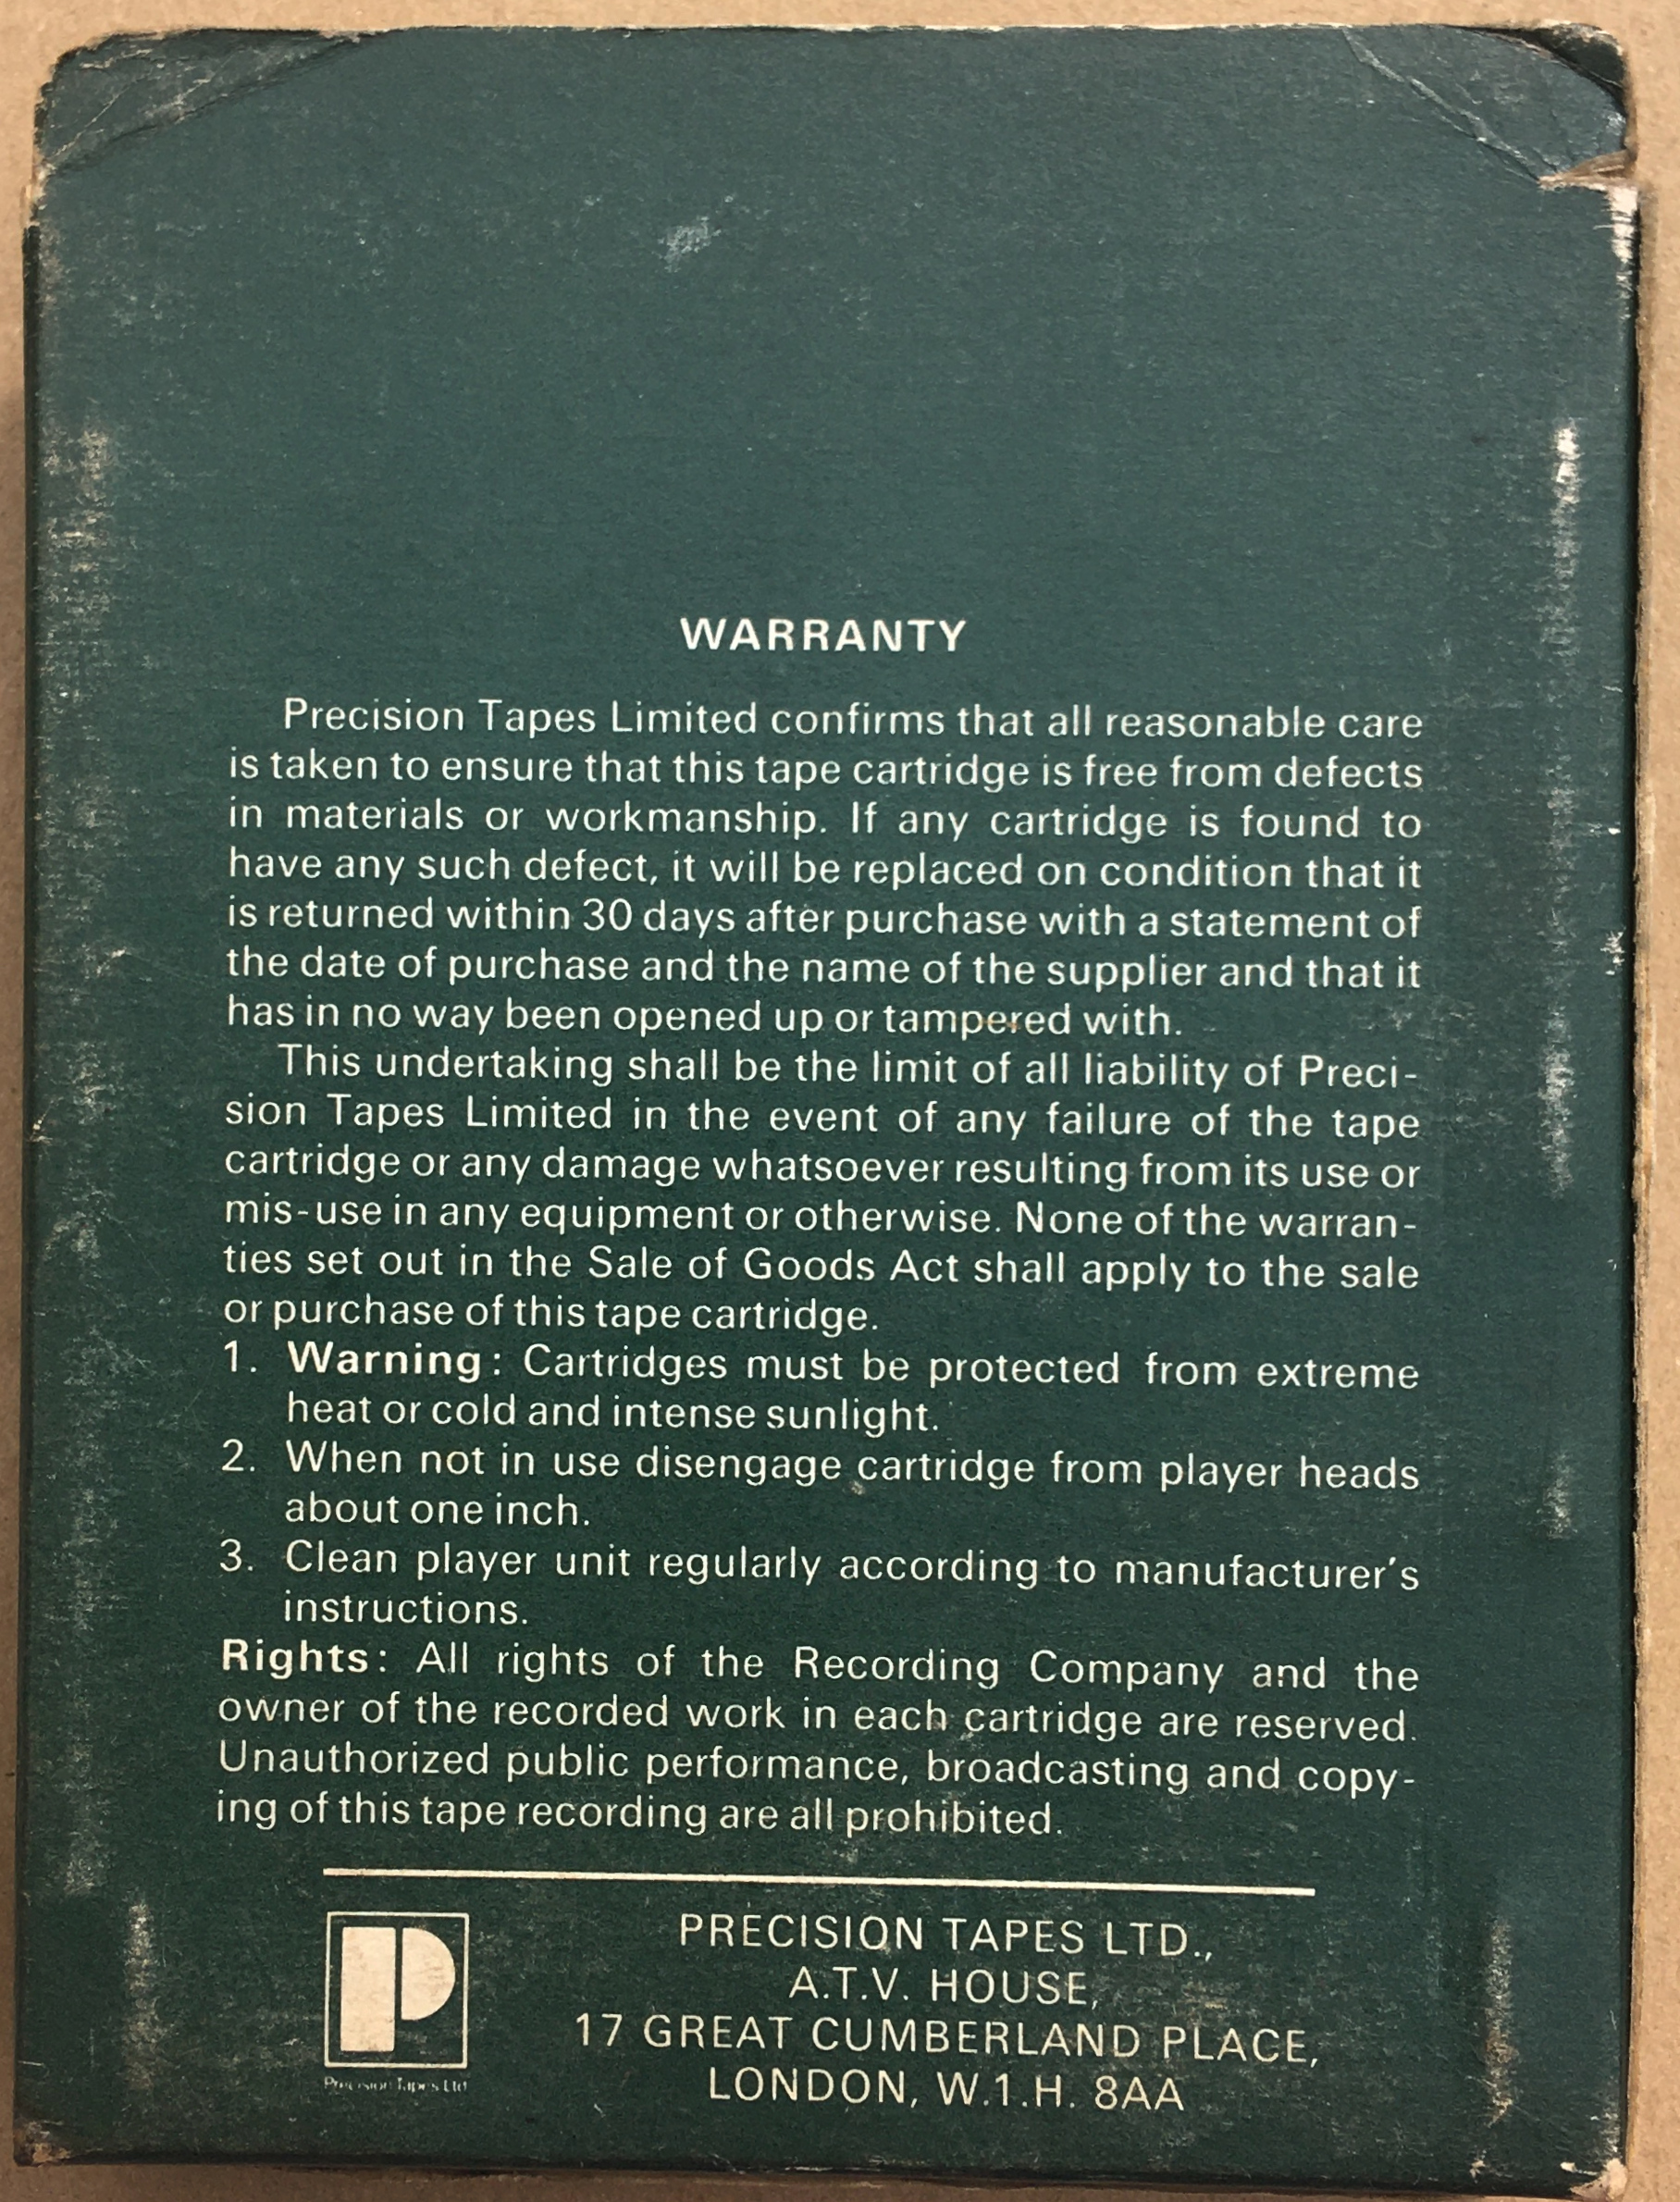 WARRANTY
Precision Tapes Limited confirms that all reasonable care
is taken to ensure that this tape cartridge is free from defects
in materials or workmanship. If any cartridge is found to
have any such defect, it will be replaced on condition that it
is returned within 30 days after purchase with a statement of
the date of purchase and the name of the supplier and that it
has in no way been opened up or tampered with.
This undertaking shall be the limit of all liability of Preci-
sion Tapes Limited in the event of any failure of the tape
cartridge or any damage whatsoever resulting from its use or
mis-use in any equipment or otherwise. None of the warran-
ties set out in the Sale of Goods Act shall apply to the sale
or purchase of this tape cartridge.
1. Warning: Cartridges must be protected from extreme
heat or cold and intense sunlight.
2. When not in use disengage cartridge from player heads
about one inch.
3. Clean player unit regularly according to manufacturer's
instructions.
Rights: All rights of the Recording Company and the
owner of the recorded work in each cartridge are reserved.
Unauthorized public performance, broadcasting and copy-
ing of this tape recording are all prohibited.
PRECISION TAPES LTD.,
A.T.V. HOUSE,
17 GREAT CUMBERLAND PLACE,
LONDON, W.1.H. 8AA
Precision Tapes Ltd